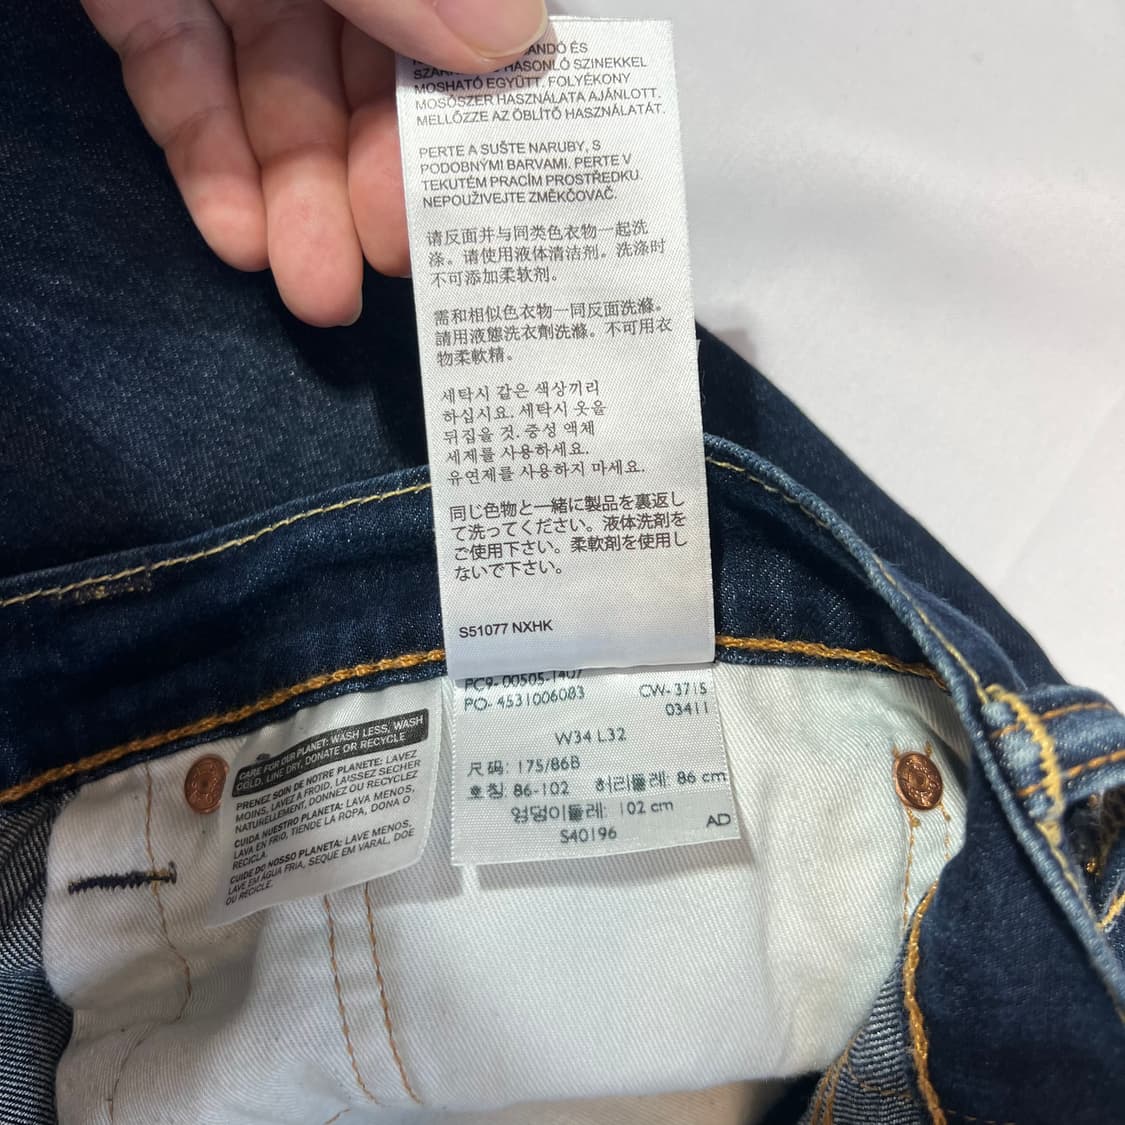 ANDÓ ÉS
HASONLÓ SZINEKKEL
MOSHATÓ EGYÜTT. FOLYÉKONY
MOSÓSZER HASZNÁLATA AJÁNLOTT.
MELLŐZZE AZ ÖBLÍTŐ HASZNÁLATÁT.
PERTE A SUŠTE NARUBY, S
PODOBNÝMI BARVAMI. PERTE V
TEKUTÉM PRACÍM PROSTŘEDKU.
NEPOUŽIVEJTE ZMĚKČOVAČ.
请反面并与同类色衣物一起洗
涤。请使用液体清洁剂。洗涤时
不可添加柔软剂。
需和相似色衣物一同反面洗滌。
請用液態洗衣劑洗滌。不可用衣
物柔軟精。
세탁시 같은 색상끼리
하십시요. 세탁시 옷을
뒤집을 것. 중성 액체
세제를 사용하세요.
유연제를 사용하지 마세요.
同じ色物と一緒に製品を裏返し
て洗ってください。液体洗剤を
ご使用下さい。柔軟剤を使用し
ないで下さい。
S51077 NXHK
PC9-00505-1407
PO-4531006083 CW-3715
03411
W34 L32
尺码: 175/86B
호칭: 86-102 허리둘레: 86 cm
엉덩이둘레: 102 cm
S40196 AD
CARE FOR OUR PLANET: WASH LESS, WASH
COLD, LINE DRY, DONATE OR RECYCLE
PRENEZ SOIN DE NOTRE PLANETE: LAVEZ
MOINS, LAVEZ À FROID, LAISSEZ SÉCHER
NATURELLEMENT, DONNEZ OU RECYCLEZ
CUIDA NUESTRO PLANETA: LAVA MENOS,
LAVA EN FRIO, TIENDE LA ROPA, DONA O
RECICLA.
CUIDE DO NOSSO PLANETA: LAVE MENOS,
LAVE EM ÁGUA FRIA, SEQUE EM VARAL, DOE
OU RECICLE.